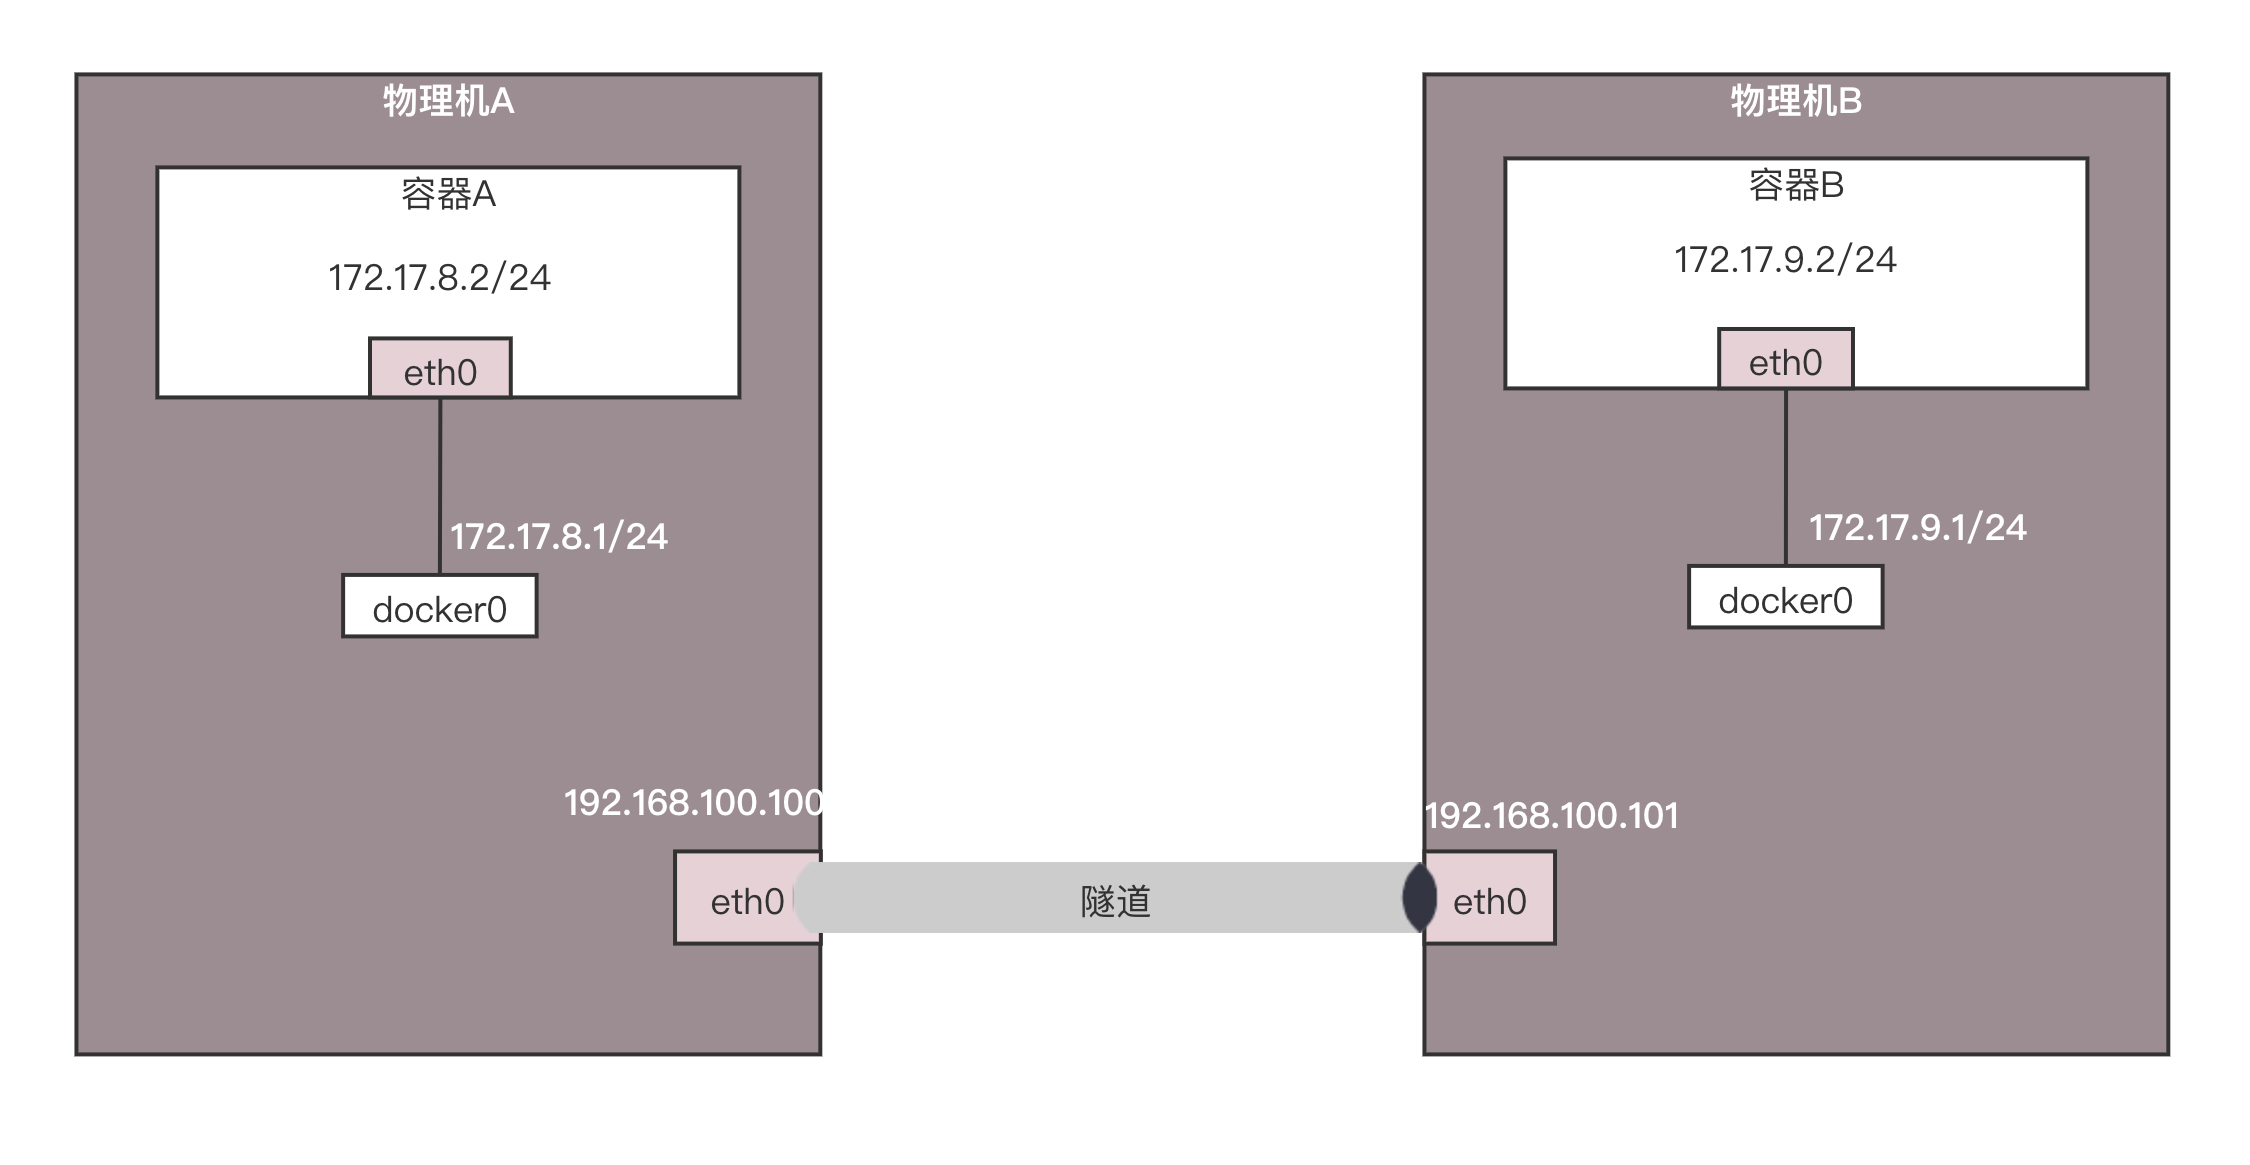 物理机A
容器A
172.17.8.2/24
eth0
172.17.8.1/24
docker0
192.168.100.100
eth0
隧道
物理机B
容器B
172.17.9.2/24
eth0
172.17.9.1/24
docker0
192.168.100.101
eth0